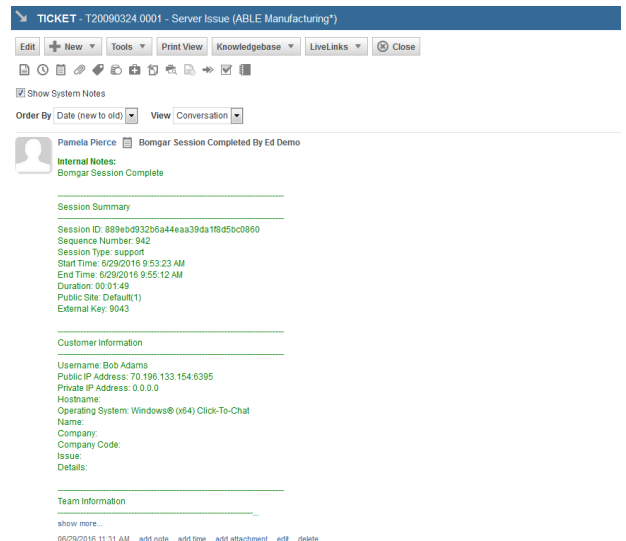 TICKET - T20090324.0001 - Server Issue (ABLE Manufacturing*)
Edit New Tools Print View Knowledgebase LiveLinks Close
Show System Notes
Order By Date (new to old) View Conversation
Pamela Pierce Bomgar Session Completed By Ed Demo
Internal Notes:
Bomgar Session Complete
Session Summary
Session ID: 889ebd932b6a44eaa39da1f8d5bc0860
Sequence Number: 942
Session Type: support
Start Time: 6/29/2016 9:53:23 AM
End Time: 6/29/2016 9:55:12 AM
Duration: 00:01:49
Public Site: Default(1)
External Key: 9043
Customer Information
Username: Bob Adams
Public IP Address: 70.196.133.154:6395
Private IP Address: 0.0.0.0
Hostname:
Operating System: Windows® (x64) Click-To-Chat
Name:
Company:
Company Code:
Issue:
Details:
Team Information
...
show more...
06/29/2016 11:31 AM add note add time add attachment edit delete